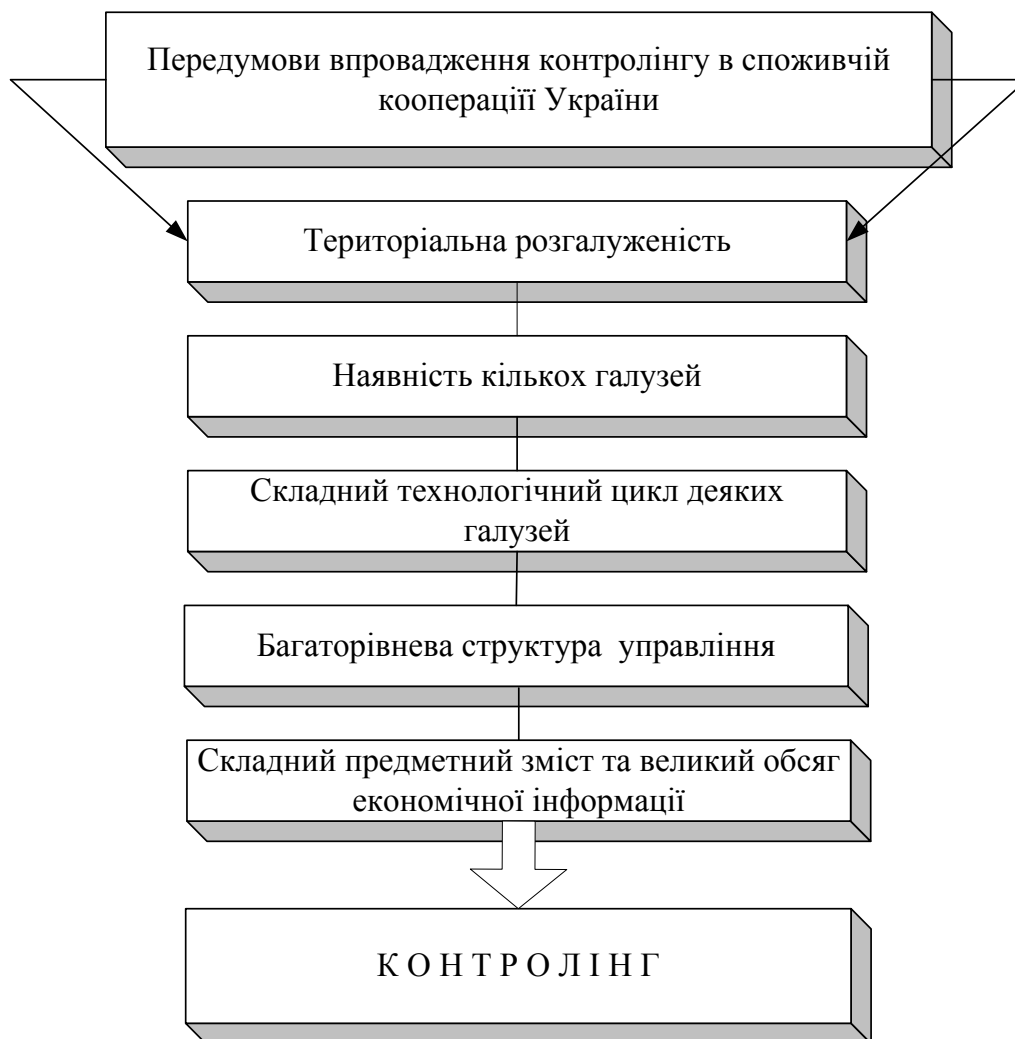 Передумови впровадження контролінгу в споживчій
коопераціїї України
Територіальна розгалуженість
Наявність кількох галузей
Складний технологічний цикл деяких
галузей
Багаторівнева структура  управління
Складний предметний зміст та великий обсяг
економічної інформації
К О Н Т Р О Л І Н Г